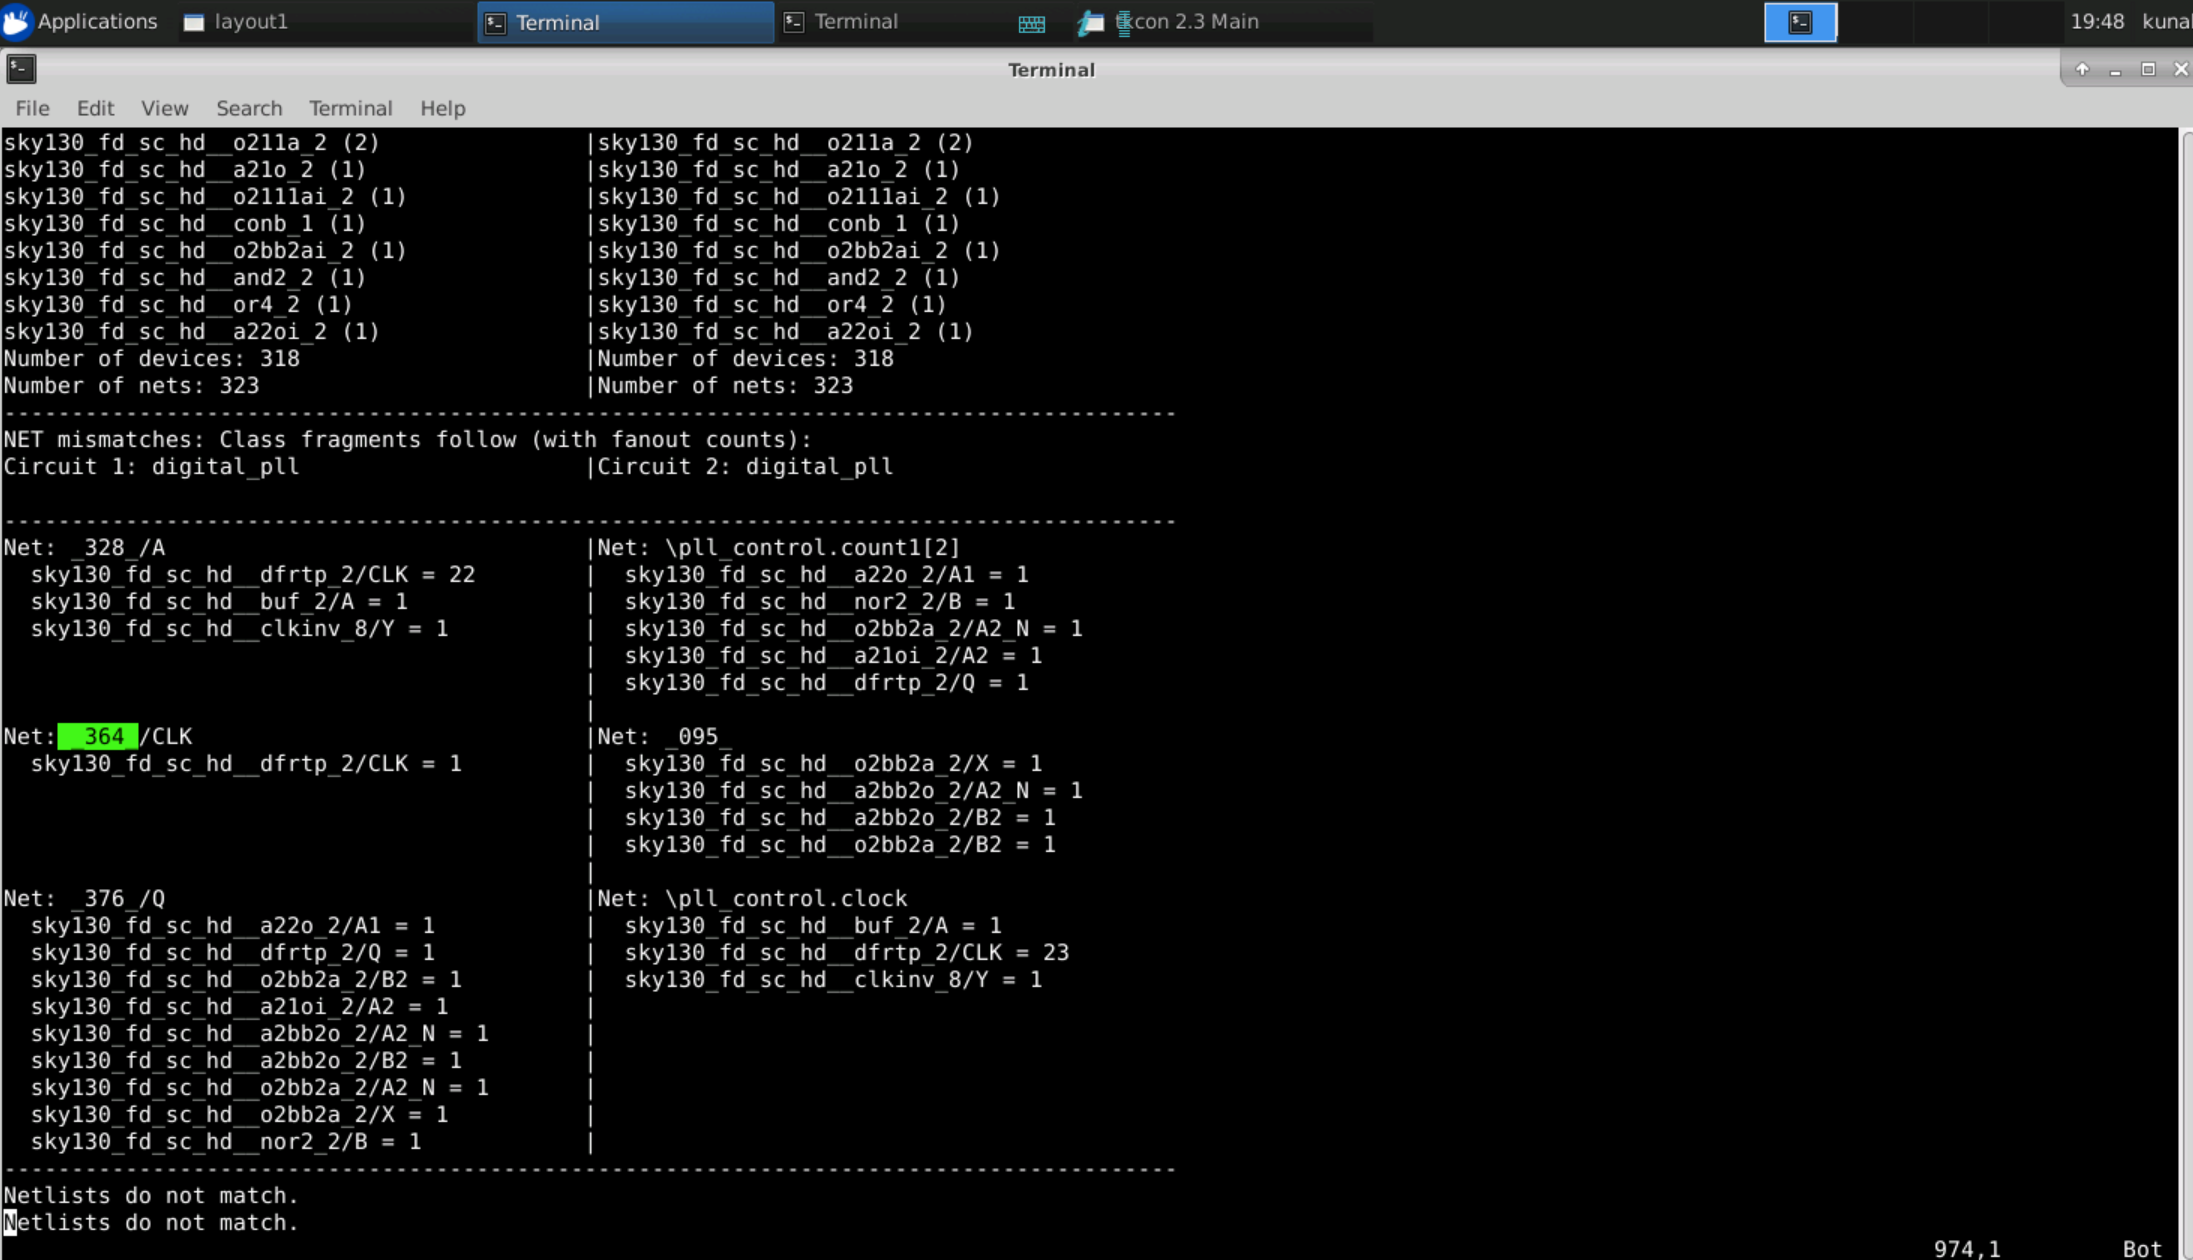 Applications layout1 Terminal Terminal tkcon 2.3 Main 19:48 kunal
Terminal
File Edit View Search Terminal Help
sky130_fd_sc_hd__o211a_2 (2) |sky130_fd_sc_hd__o211a_2 (2)
sky130_fd_sc_hd__a21o_2 (1) |sky130_fd_sc_hd__a21o_2 (1)
sky130_fd_sc_hd__o2111ai_2 (1) |sky130_fd_sc_hd__o2111ai_2 (1)
sky130_fd_sc_hd__conb_1 (1) |sky130_fd_sc_hd__conb_1 (1)
sky130_fd_sc_hd__o2bb2ai_2 (1) |sky130_fd_sc_hd__o2bb2ai_2 (1)
sky130_fd_sc_hd__and2_2 (1) |sky130_fd_sc_hd__and2_2 (1)
sky130_fd_sc_hd__or4_2 (1) |sky130_fd_sc_hd__or4_2 (1)
sky130_fd_sc_hd__a22oi_2 (1) |sky130_fd_sc_hd__a22oi_2 (1)
Number of devices: 318 |Number of devices: 318
Number of nets: 323 |Number of nets: 323
---------------------------------------------------------------------------------------
NET mismatches: Class fragments follow (with fanout counts):
Circuit 1: digital_pll |Circuit 2: digital_pll
---------------------------------------------------------------------------------------
Net: _328_/A |Net: \pll_control.count1[2]
sky130_fd_sc_hd__dfrtp_2/CLK = 22 | sky130_fd_sc_hd__a22o_2/A1 = 1
sky130_fd_sc_hd__buf_2/A = 1 | sky130_fd_sc_hd__nor2_2/B = 1
sky130_fd_sc_hd__clkinv_8/Y = 1 | sky130_fd_sc_hd__o2bb2a_2/A2_N = 1
| sky130_fd_sc_hd__a21oi_2/A2 = 1
| sky130_fd_sc_hd__dfrtp_2/Q = 1
|
Net: _364_/CLK |Net: _095_
sky130_fd_sc_hd__dfrtp_2/CLK = 1 | sky130_fd_sc_hd__o2bb2a_2/X = 1
| sky130_fd_sc_hd__a2bb2o_2/A2_N = 1
| sky130_fd_sc_hd__a2bb2o_2/B2 = 1
| sky130_fd_sc_hd__o2bb2a_2/B2 = 1
|
Net: _376_/Q |Net: \pll_control.clock
sky130_fd_sc_hd__a22o_2/A1 = 1 | sky130_fd_sc_hd__buf_2/A = 1
sky130_fd_sc_hd__dfrtp_2/Q = 1 | sky130_fd_sc_hd__dfrtp_2/CLK = 23
sky130_fd_sc_hd__o2bb2a_2/B2 = 1 | sky130_fd_sc_hd__clkinv_8/Y = 1
sky130_fd_sc_hd__a21oi_2/A2 = 1 |
sky130_fd_sc_hd__a2bb2o_2/A2_N = 1 |
sky130_fd_sc_hd__a2bb2o_2/B2 = 1 |
sky130_fd_sc_hd__o2bb2a_2/A2_N = 1 |
sky130_fd_sc_hd__o2bb2a_2/X = 1 |
sky130_fd_sc_hd__nor2_2/B = 1 |
---------------------------------------------------------------------------------------
Netlists do not match.
Netlists do not match.
974,1 Bot